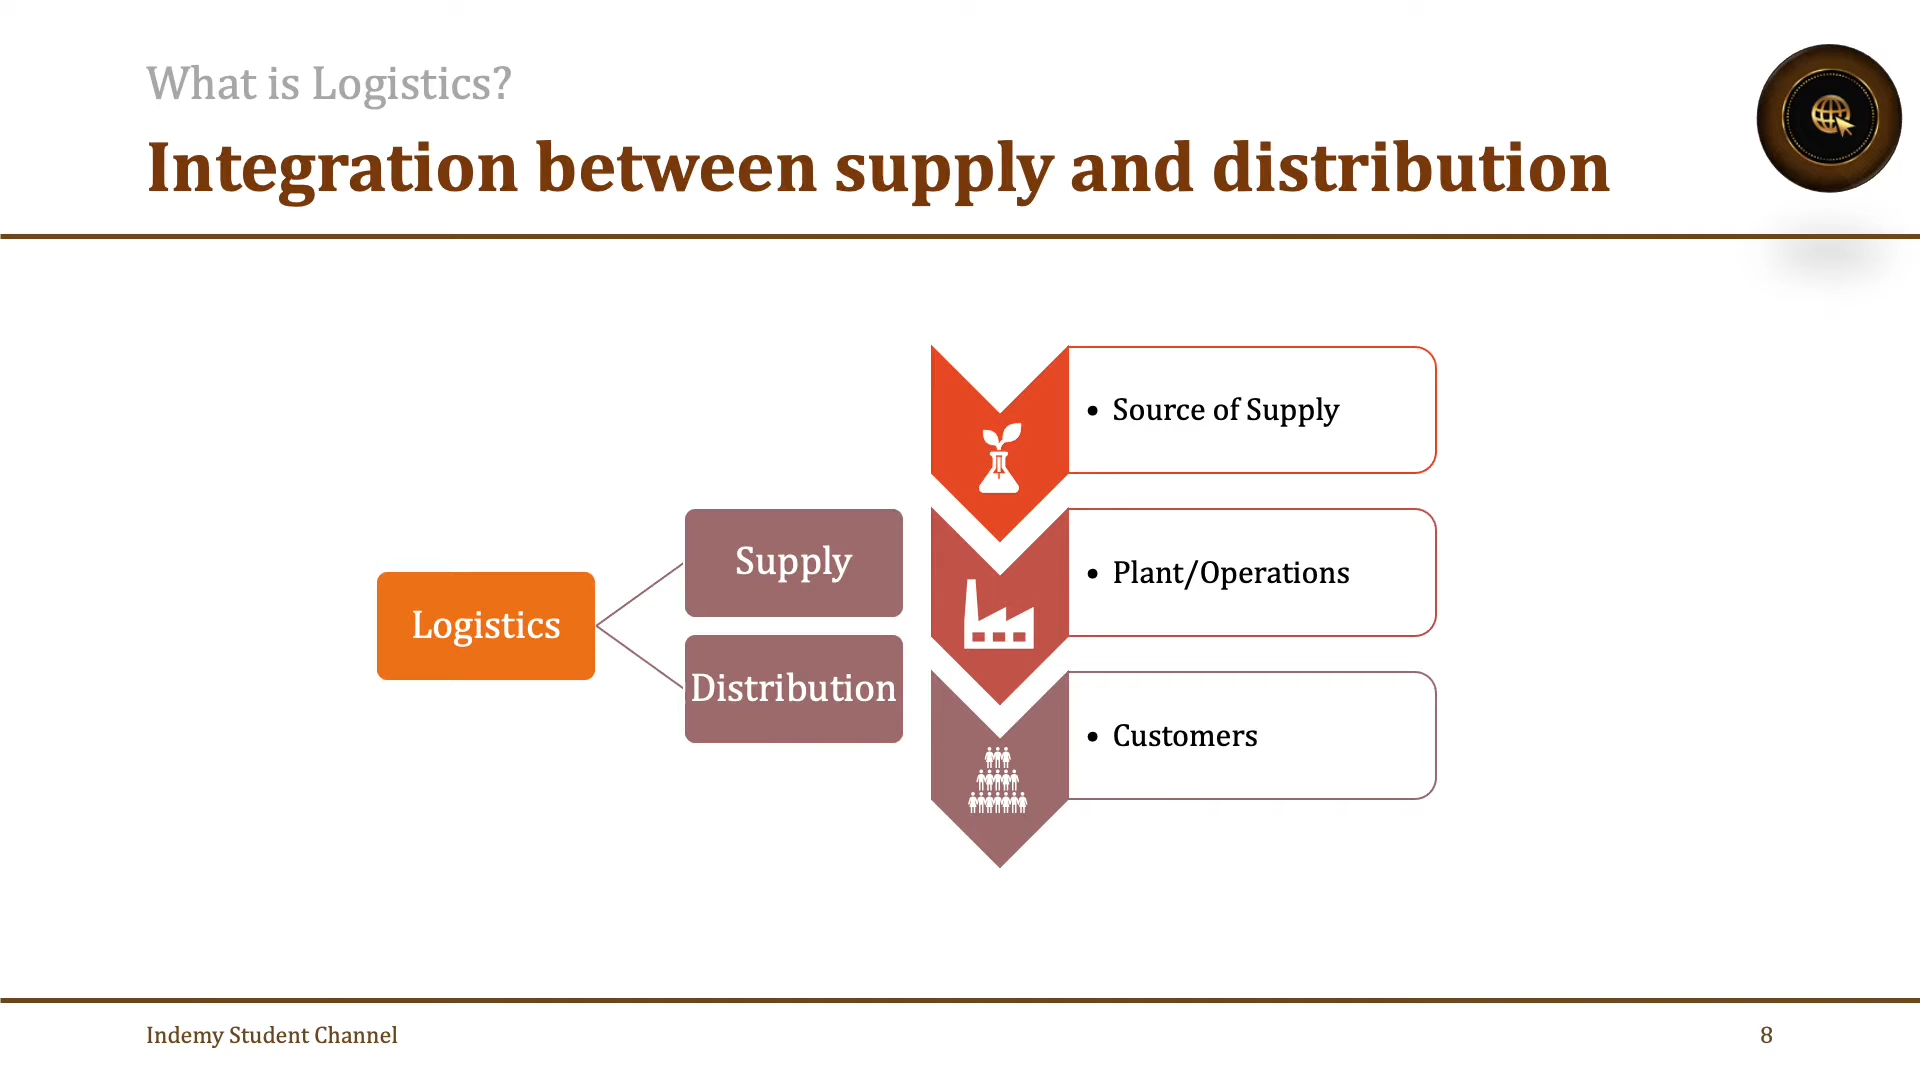 What is Logistics?
Integration between supply and distribution
Logistics
Supply
Distribution
• Source of Supply
• Plant/Operations
• Customers
Indemy Student Channel
8